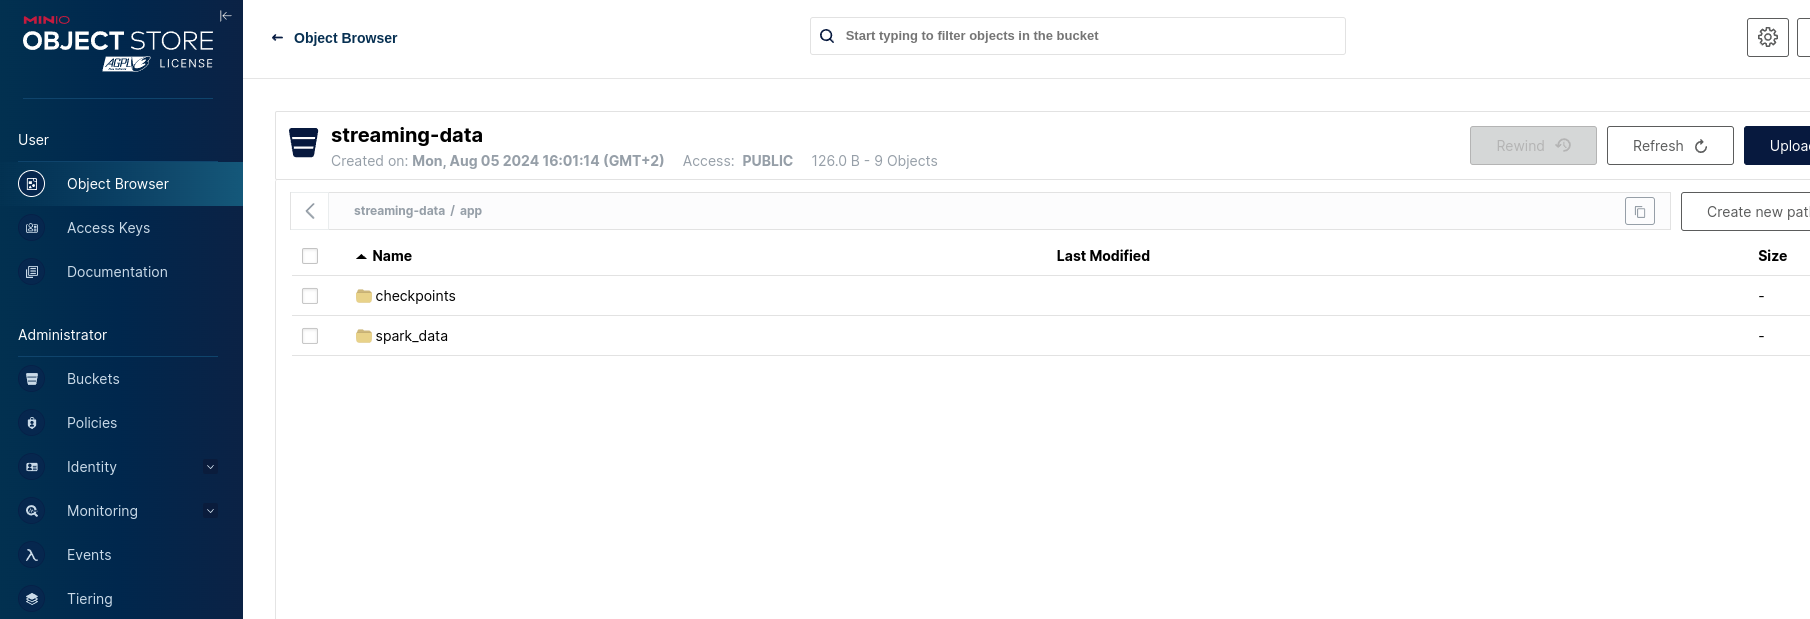 MINIO
OBJECT STORE
AGPLv3 LICENSE
User
Object Browser
Access Keys
Documentation
Administrator
Buckets
Policies
Identity
Monitoring
Events
Tiering
Object Browser
Start typing to filter objects in the bucket
streaming-data
Created on: Mon, Aug 05 2024 16:01:14 (GMT+2) Access: PUBLIC 126.0 B - 9 Objects
Rewind Refresh Uploa
streaming-data / app
Create new pat
Name Last Modified Size
checkpoints -
spark_data -